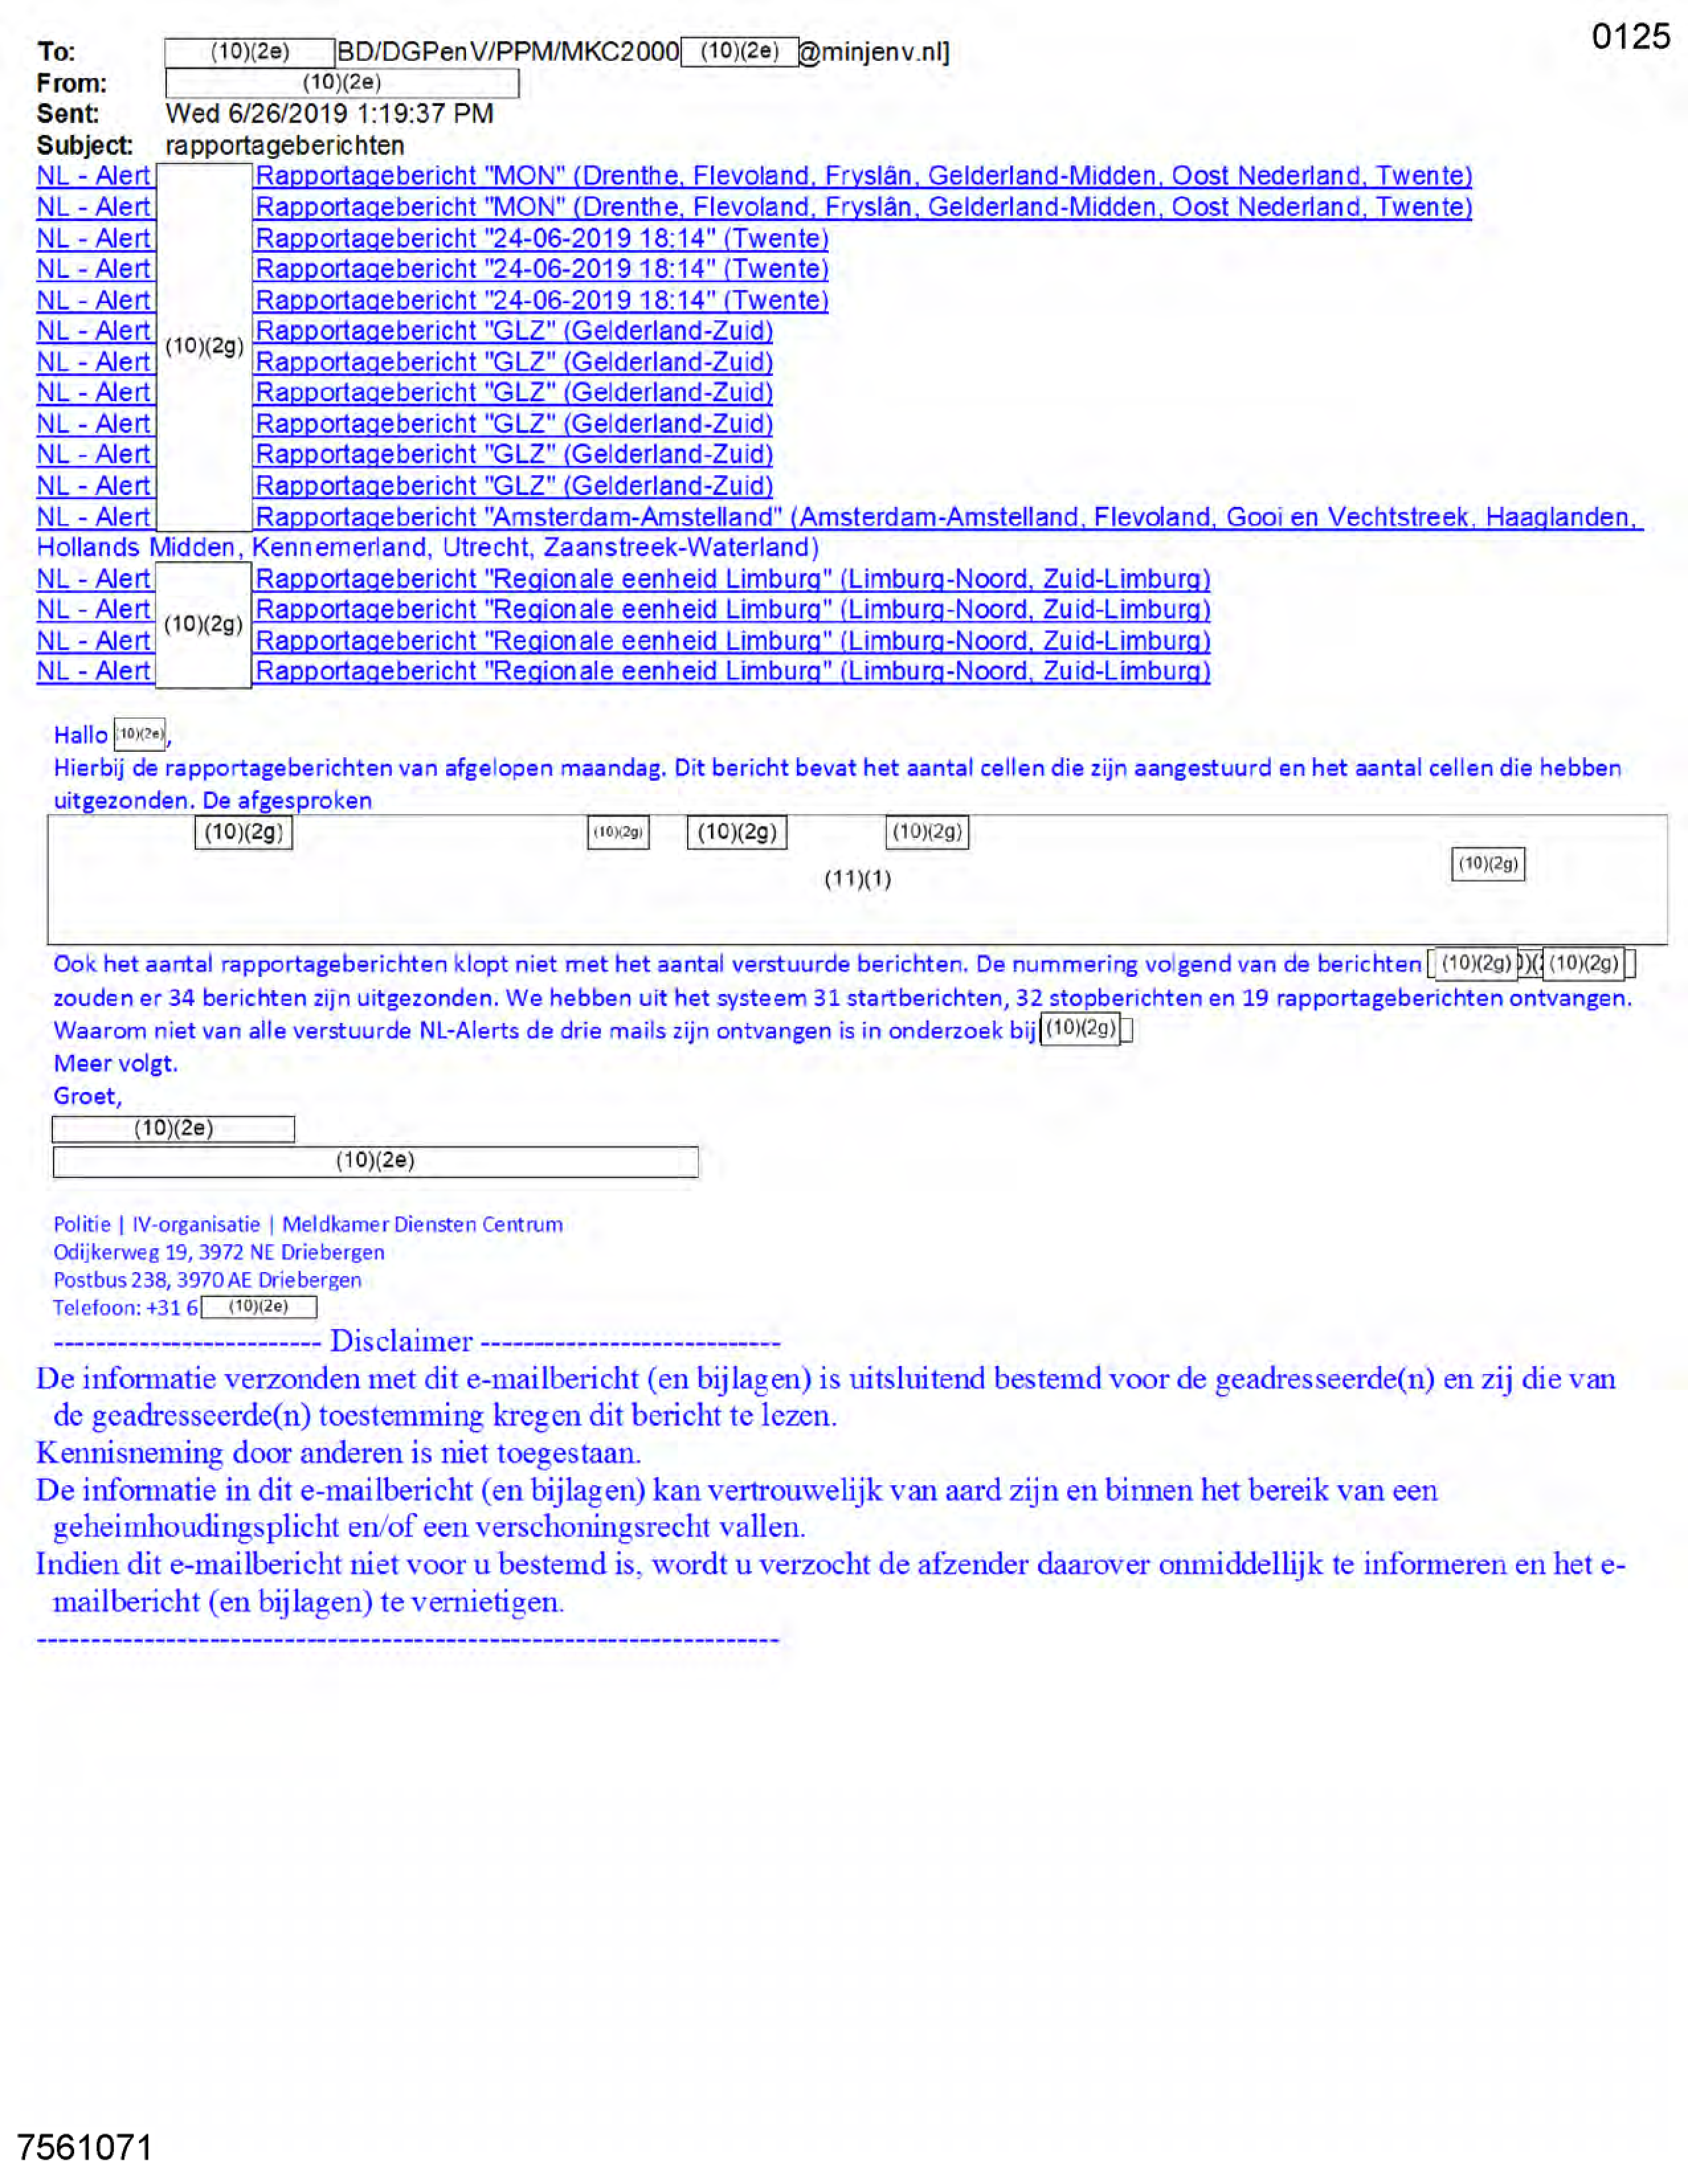 0125
To: (10)(2e) BD/DGPenV/PPM/MKC2000 (10)(2e) @minjenv.nl]
From: (10)(2e)
Sent: Wed 6/26/2019 1:19:37 PM
Subject: rapportageberichten
NL - Alert Rapportagebericht "MON" (Drenthe, Flevoland, Fryslân, Gelderland-Midden, Oost Nederland, Twente)
NL - Alert Rapportagebericht "MON" (Drenthe, Flevoland, Fryslân, Gelderland-Midden, Oost Nederland, Twente)
NL - Alert Rapportagebericht "24-06-2019 18:14" (Twente)
NL - Alert Rapportagebericht "24-06-2019 18:14" (Twente)
NL - Alert Rapportagebericht "24-06-2019 18:14" (Twente)
NL - Alert (10)(2g) Rapportagebericht "GLZ" (Gelderland-Zuid)
NL - Alert Rapportagebericht "GLZ" (Gelderland-Zuid)
NL - Alert Rapportagebericht "GLZ" (Gelderland-Zuid)
NL - Alert Rapportagebericht "GLZ" (Gelderland-Zuid)
NL - Alert Rapportagebericht "GLZ" (Gelderland-Zuid)
NL - Alert Rapportagebericht "GLZ" (Gelderland-Zuid)
NL - Alert Rapportagebericht "Amsterdam-Amstelland" (Amsterdam-Amstelland, Flevoland, Gooi en Vechtstreek, Haaglanden,
Hollands Midden, Kennemerland, Utrecht, Zaanstreek-Waterland)
NL - Alert Rapportagebericht "Regionale eenheid Limburg" (Limburg-Noord, Zuid-Limburg)
NL - Alert (10)(2g) Rapportagebericht "Regionale eenheid Limburg" (Limburg-Noord, Zuid-Limburg)
NL - Alert Rapportagebericht "Regionale eenheid Limburg" (Limburg-Noord, Zuid-Limburg)
NL - Alert Rapportagebericht "Regionale eenheid Limburg" (Limburg-Noord, Zuid-Limburg)
Hallo (10)(2e),
Hierbij de rapportageberichten van afgelopen maandag. Dit bericht bevat het aantal cellen die zijn aangestuurd en het aantal cellen die hebben
uitgezonden. De afgesproken
(10)(2g) (10)(2g) (10)(2g) (10)(2g)
(10)(2g)
(11)(1)
Ook het aantal rapportageberichten klopt niet met het aantal verstuurde berichten. De nummering volgend van de berichten (10)(2g) (10)(2g)
zouden er 34 berichten zijn uitgezonden. We hebben uit het systeem 31 startberichten, 32 stopberichten en 19 rapportageberichten ontvangen.
Waarom niet van alle verstuurde NL-Alerts de drie mails zijn ontvangen is in onderzoek bij (10)(2g)
Meer volgt.
Groet,
(10)(2e)
(10)(2e)
Politie | IV-organisatie | Meldkamer Diensten Centrum
Odijkerweg 19, 3972 NE Driebergen
Postbus 238, 3970 AE Driebergen
Telefoon: +31 6 (10)(2e)
------------------------- Disclaimer ----------------------------
De informatie verzonden met dit e-mailbericht (en bijlagen) is uitsluitend bestemd voor de geadresseerde(n) en zij die van
de geadresseerde(n) toestemming kregen dit bericht te lezen.
Kennisneming door anderen is niet toegestaan.
De informatie in dit e-mailbericht (en bijlagen) kan vertrouwelijk van aard zijn en binnen het bereik van een
geheimhoudingsplicht en/of een verschoningsrecht vallen.
Indien dit e-mailbericht niet voor u bestemd is, wordt u verzocht de afzender daarover onmiddellijk te informeren en het e-
mailbericht (en bijlagen) te vernietigen.
---------------------------------------------------------------------
7561071